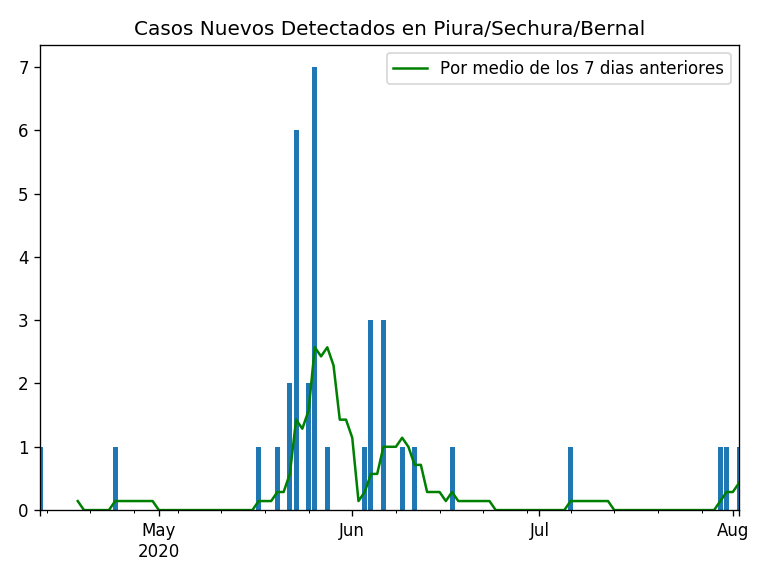 Casos Nuevos Detectados en Piura/Sechura/Bernal
Por medio de los 7 dias anteriores
7
6
5
4
3
2
1
0
May
2020
Jun
Jul
Aug